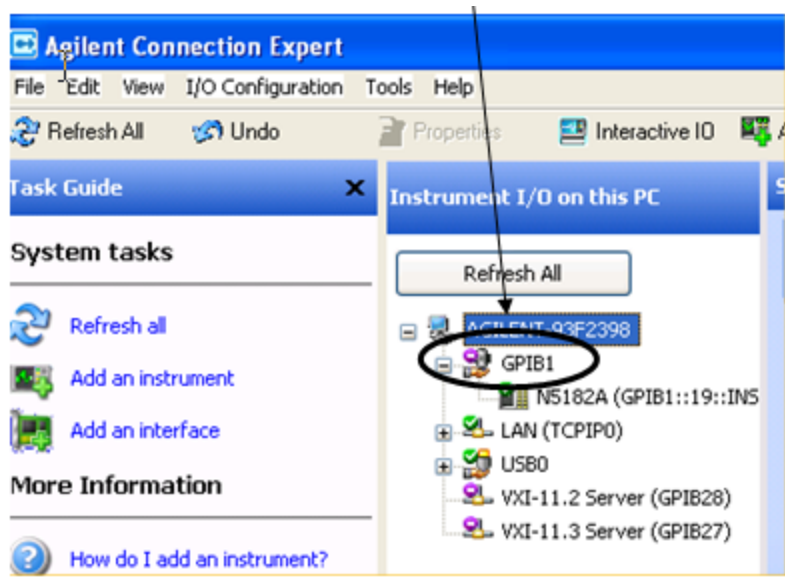 Agilent Connection Expert
File Edit View I/O Configuration Tools Help
Refresh All Undo Properties Interactive IO
Task Guide
Instrument I/O on this PC
System tasks
Refresh all
Add an instrument
Add an interface
More Information
How do I add an instrument?
Refresh All
AGILENT-93F2398
GPIB1
N5182A (GPIB1::19::INS
LAN (TCPIP0)
USB0
VXI-11.2 Server (GPIB28)
VXI-11.3 Server (GPIB27)